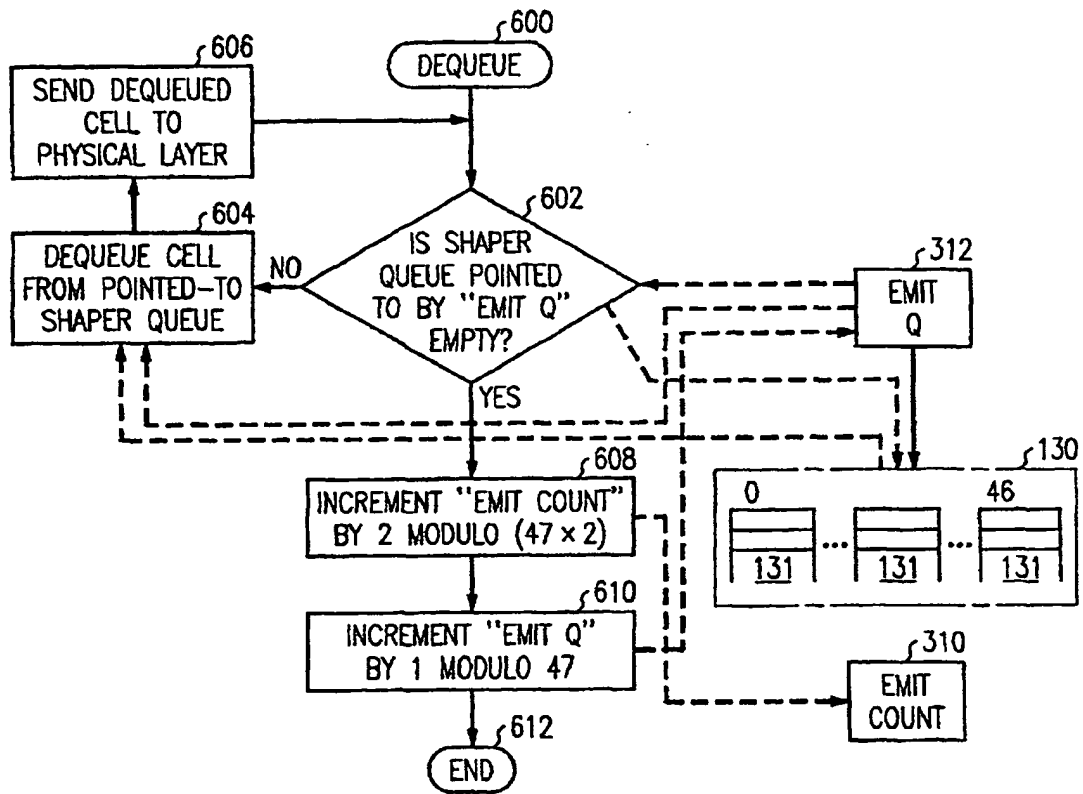 600
DEQUEUE
606
SEND DEQUEUED
CELL TO
PHYSICAL LAYER
602
IS SHAPER
QUEUE POINTED
TO BY "EMIT Q"
EMPTY?
604
DEQUEUE CELL
FROM POINTED-TO
SHAPER QUEUE
NO
312
EMIT
Q
YES
608
INCREMENT "EMIT COUNT"
BY 2 MODULO (47 × 2)
130
0
46
... ...
131 131 131
610
INCREMENT "EMIT Q"
BY 1 MODULO 47
310
EMIT
COUNT
612
END